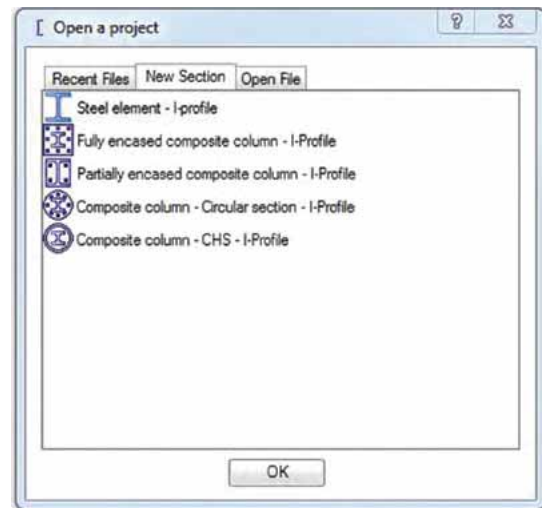 Open a project
Recent Files New Section Open File
Steel element - I-profile
Fully encased composite column - I-Profile
Partially encased composite column - I-Profile
Composite column - Circular section - I-Profile
Composite column - CHS - I-Profile
OK